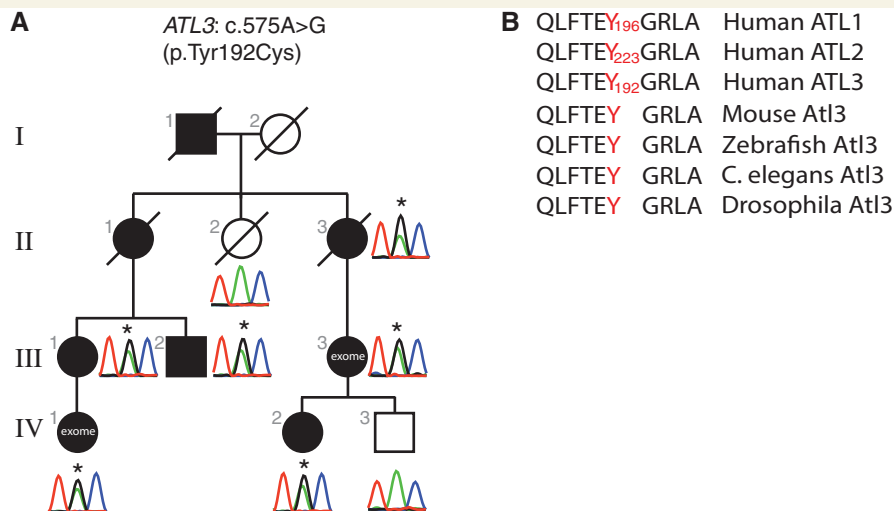 A
ATL3: c.575A>G
(p.Tyr192Cys)
I
1
2
II
1
2
3
*
III
1
*
2
*
3
exome
*
IV
1
exome
2
3
*
*
B
QLFTEY196GRLA Human ATL1
QLFTEY223GRLA Human ATL2
QLFTEY192GRLA Human ATL3
QLFTEY GRLA Mouse Atl3
QLFTEY GRLA Zebrafish Atl3
QLFTEY GRLA C. elegans Atl3
QLFTEY GRLA Drosophila Atl3